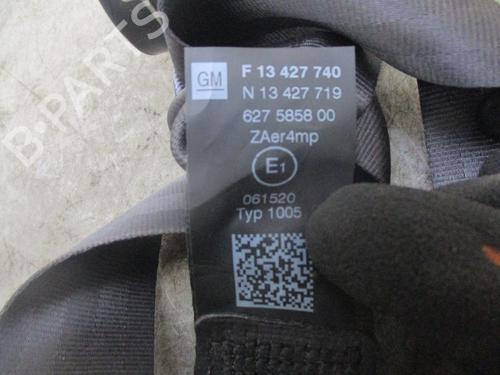 B-PARTS
GM
F 13 427 740
N 13 427 719
627 5858 00
ZAer4mp
E1
061520
Typ 1005